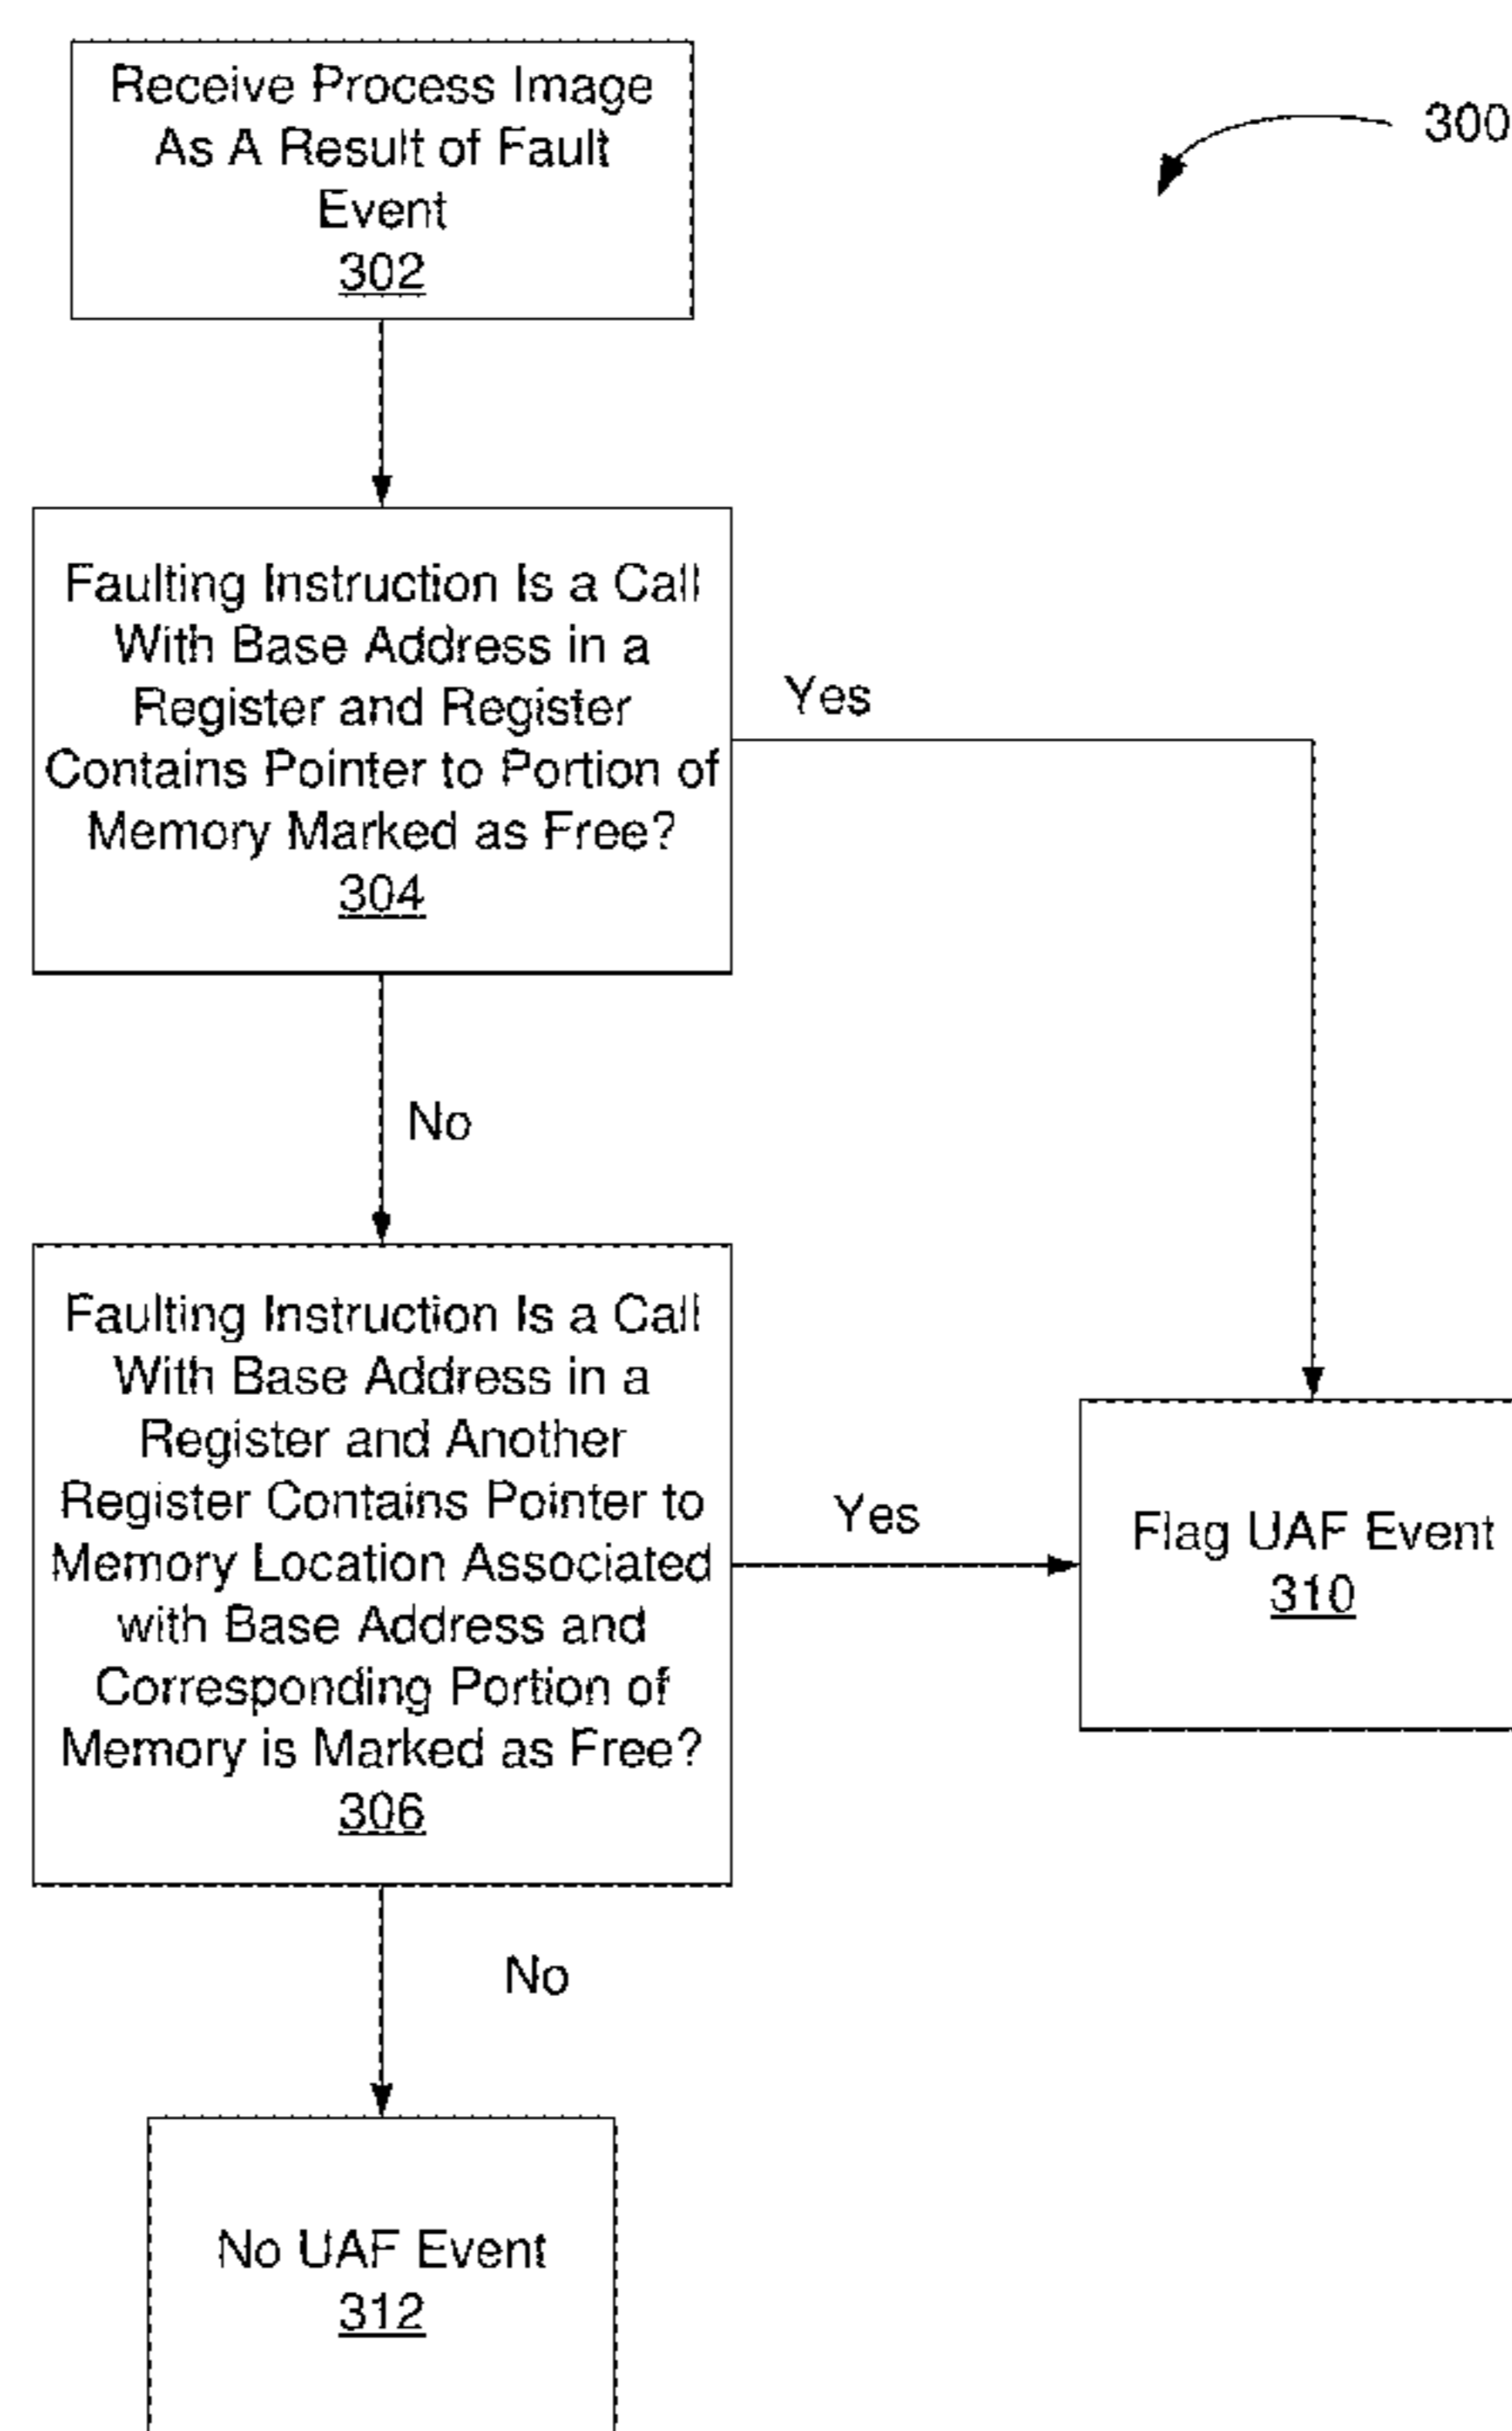 Receive Process Image
As A Result of Fault
Event
302
300
Faulting Instruction Is a Call
With Base Address in a
Register and Register
Contains Pointer to Portion of
Memory Marked as Free?
304
Yes
No
Faulting Instruction Is a Call
With Base Address in a
Register and Another
Register Contains Pointer to
Memory Location Associated
with Base Address and
Corresponding Portion of
Memory is Marked as Free?
306
Yes
Flag UAF Event
310
No
No UAF Event
312